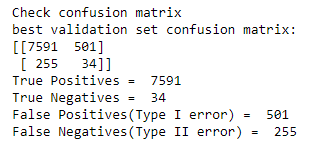 Check confusion matrix
best validation set confusion matrix:
[[7591  501]
 [ 255   34]]
True Positives =  7591
True Negatives =  34
False Positives(Type I error) =  501
False Negatives(Type II error) =  255